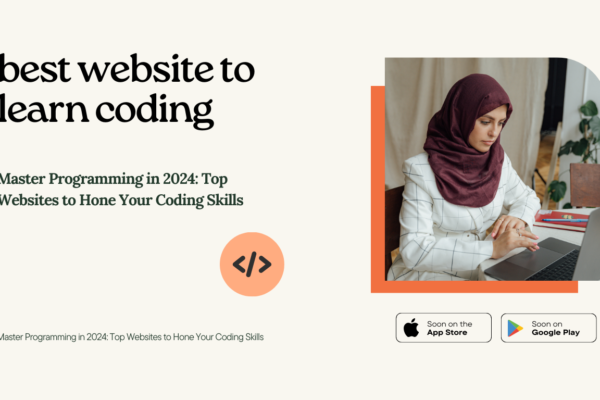 best website to
learn coding
Master Programming in 2024: Top
Websites to Hone Your Coding Skills
</>
Master Programming in 2024: Top Websites to Hone Your Coding Skills
Soon on the
App Store
Soon on
Google Play